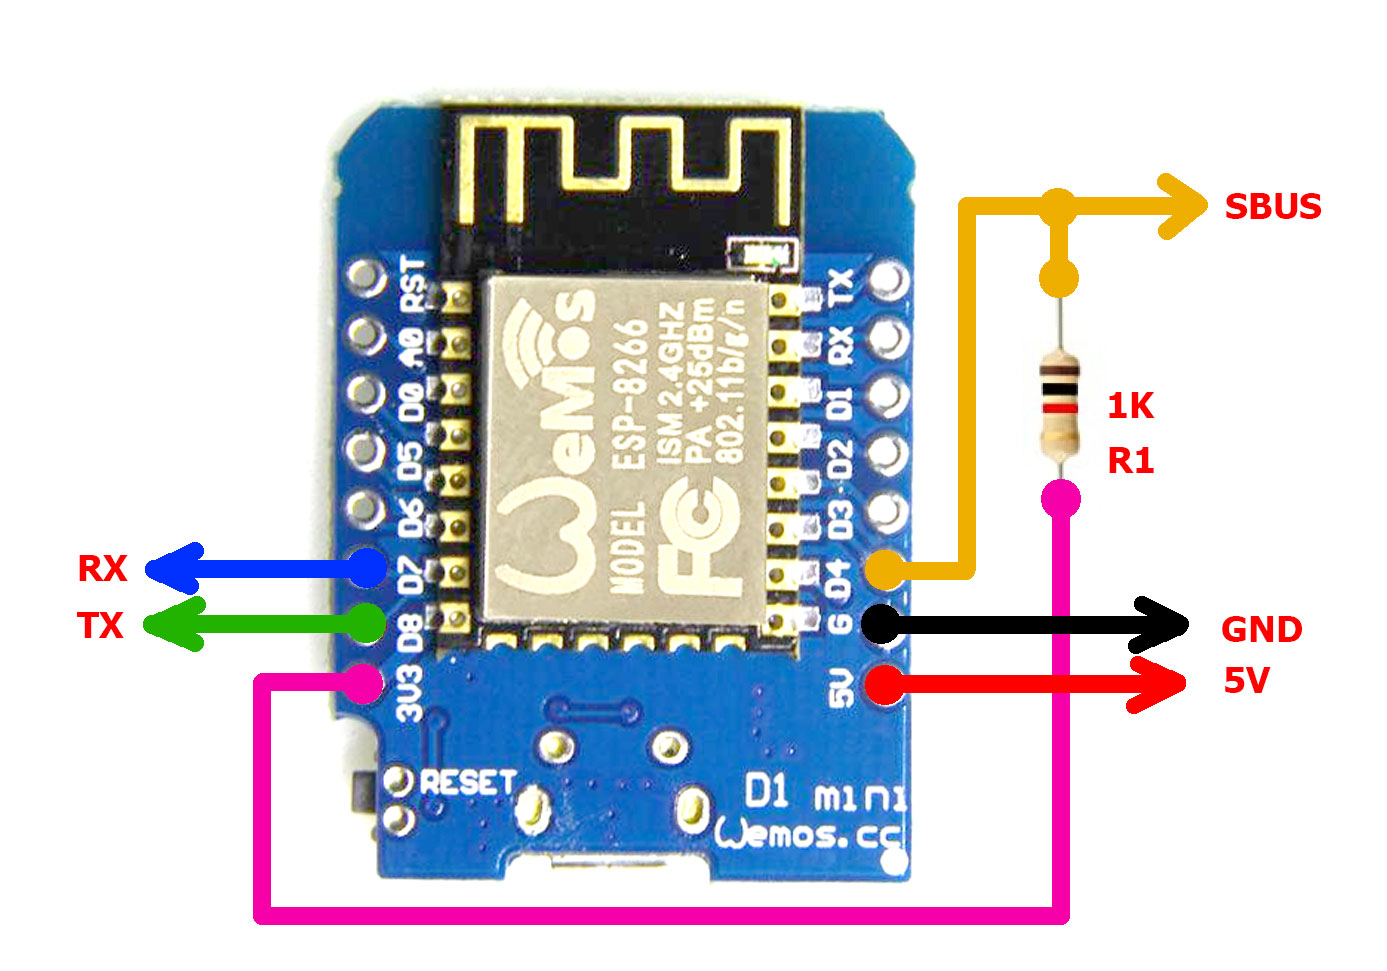 SBUS
RST
A0
D0
D5
D6
D7
D8
3V3
TX
RX
D1
D2
D3
D4
G
5V
WeMos
MODEL ESP-8266
ISM 2.4GHZ
PA +25dBm
802.11b/g/n
FC
1K
R1
RX
TX
GND
5V
RESET
D1 mini
Wemos.cc